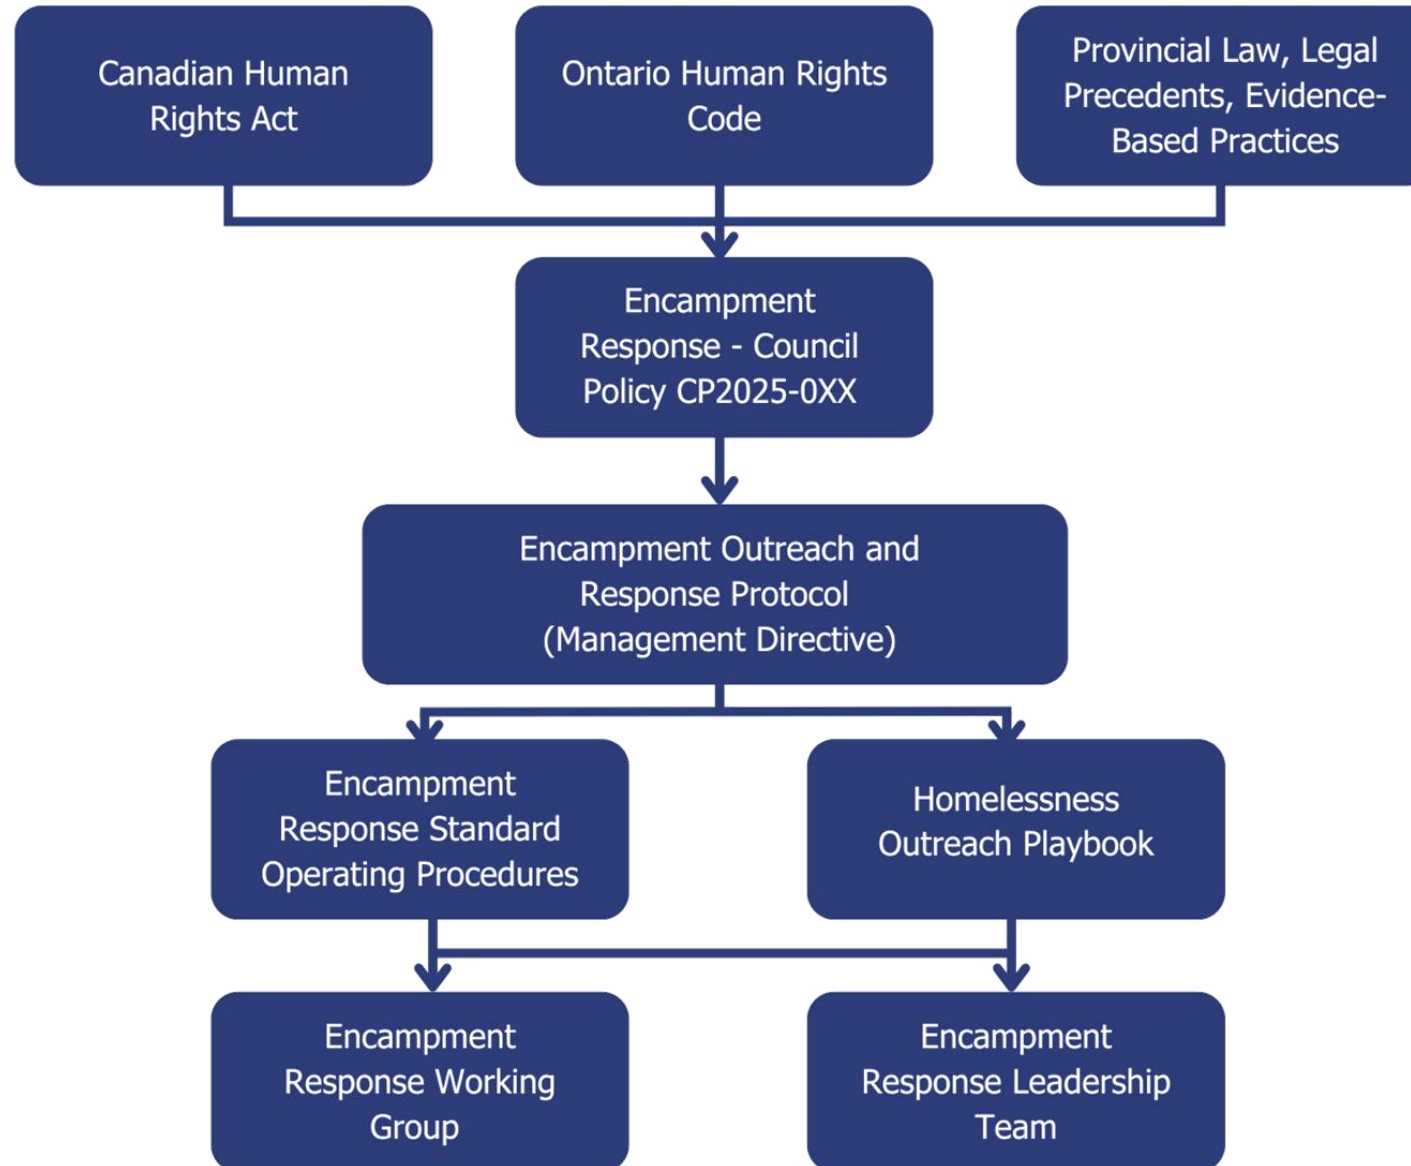 Canadian Human
Rights Act
Ontario Human Rights
Code
Provincial Law, Legal
Precedents, Evidence-
Based Practices
Encampment
Response - Council
Policy CP2025-0XX
Encampment Outreach and
Response Protocol
(Management Directive)
Encampment
Response Standard
Operating Procedures
Homelessness
Outreach Playbook
Encampment
Response Working
Group
Encampment
Response Leadership
Team